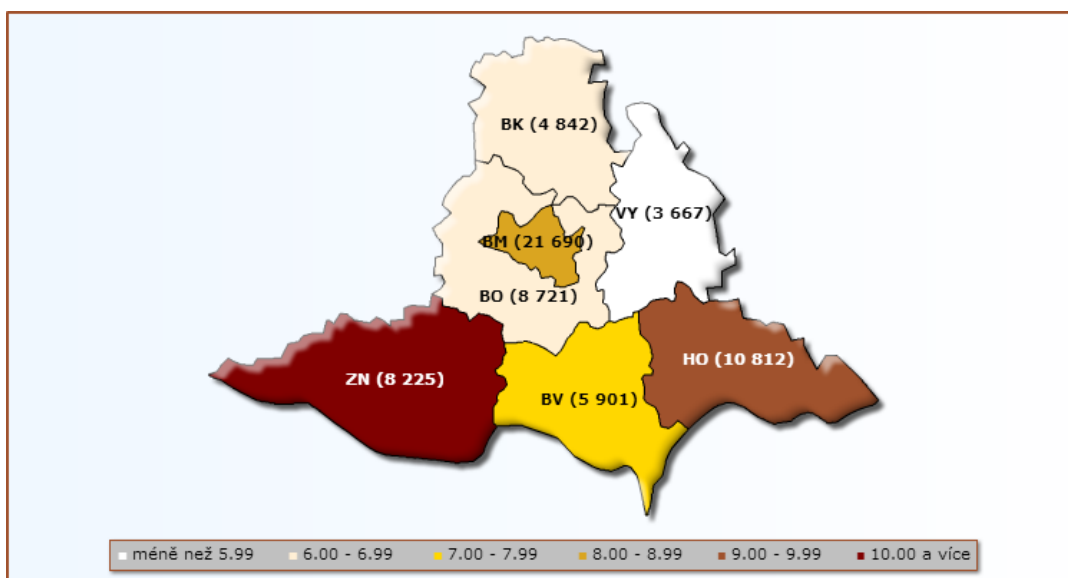 BK (4 842)
VY (3 667)
BM (21 690)
BO (8 721)
HO (10 812)
ZN (8 225)
BV (5 901)
méně než 5.99 6.00 - 6.99 7.00 - 7.99 8.00 - 8.99 9.00 - 9.99 10.00 a více